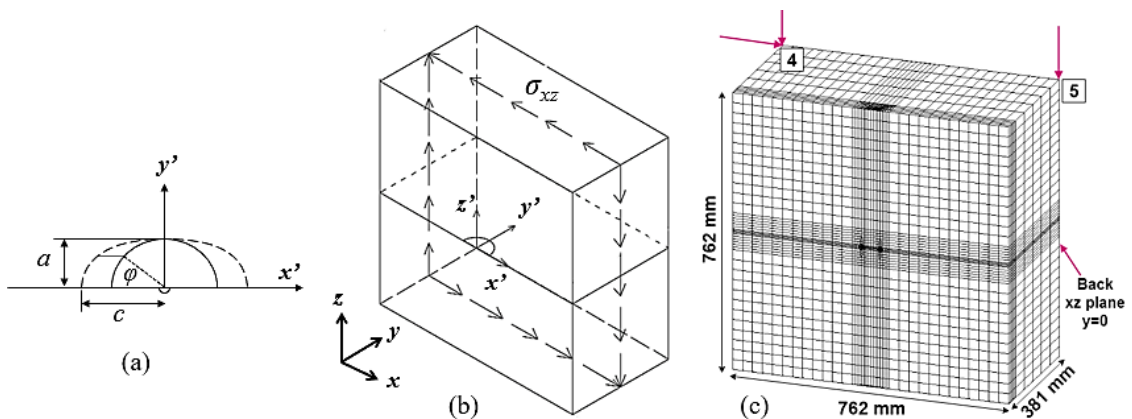 y'
a
φ
x'
c
(a)
σxz
z'
y'
x'
z
y
x
(b)
4
5
762 mm
Back
xz plane
y=0
381 mm
762 mm
(c)